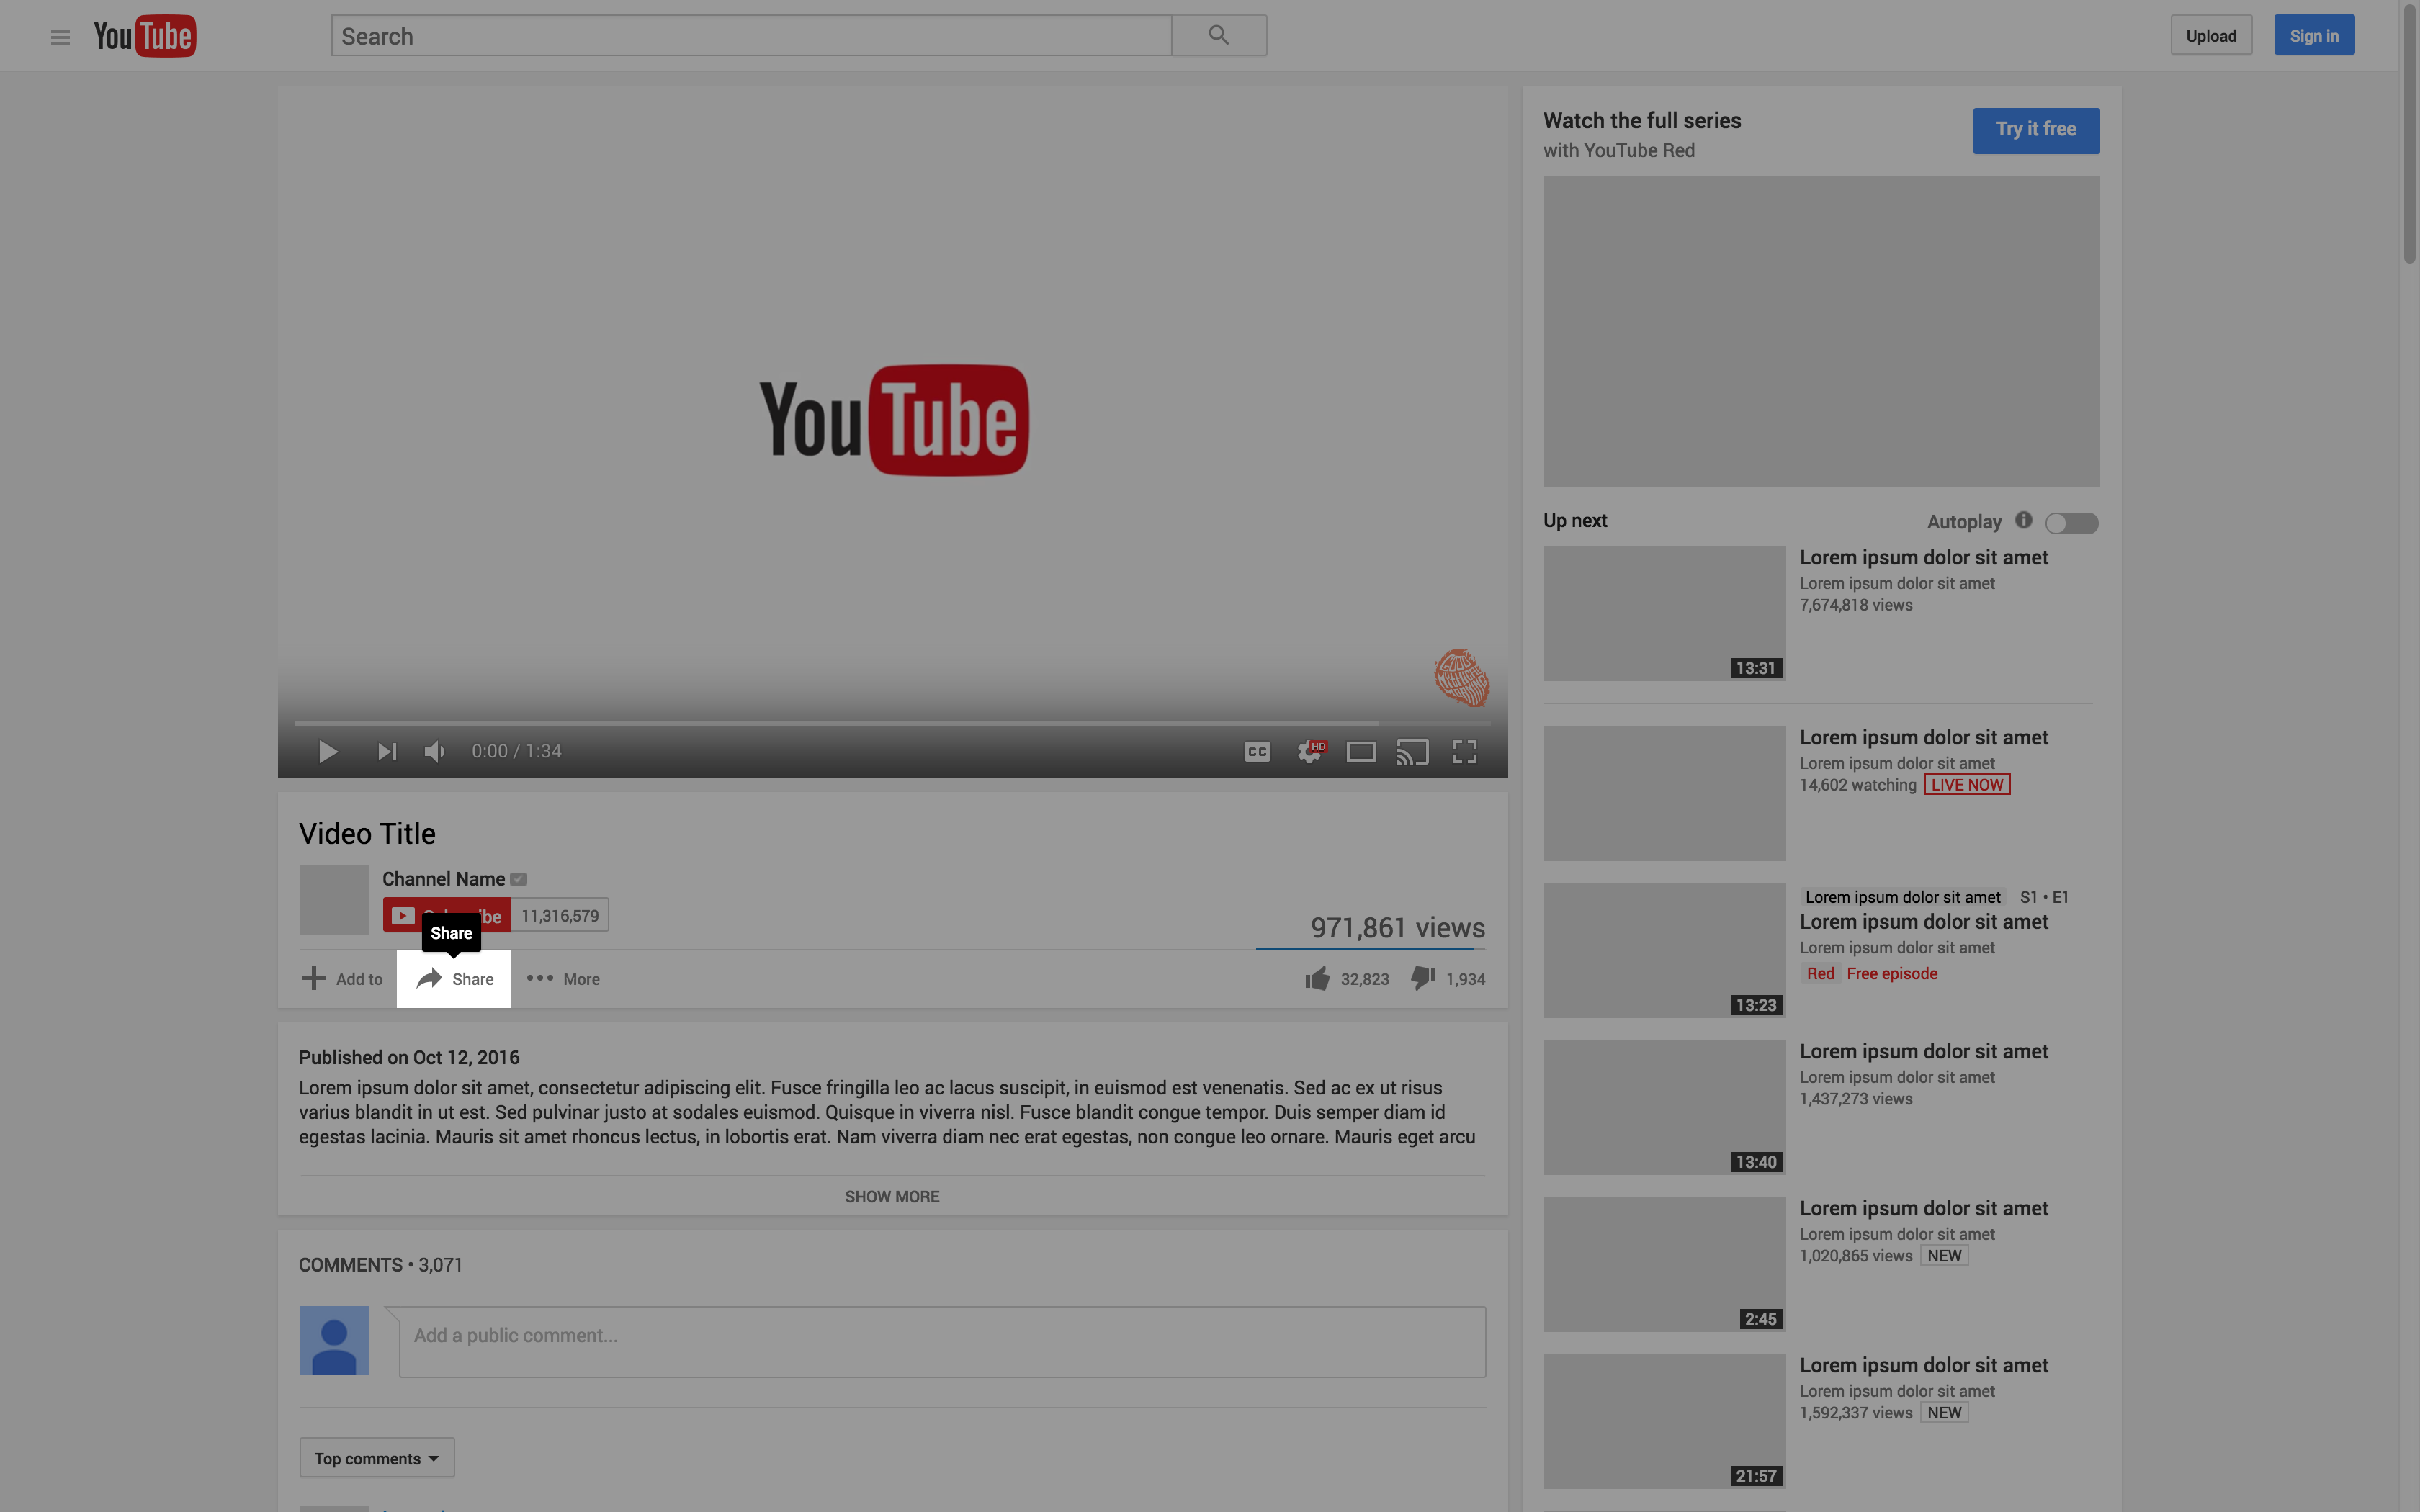 YouTube
Search
Upload
Sign in
YouTube
GOOD MYTHICAL MORNING
0:00 / 1:34
CC
HD
Video Title
Channel Name
be
11,316,579
Share
971,861 views
Add to
Share
More
32,823
1,934
Published on Oct 12, 2016
Lorem ipsum dolor sit amet, consectetur adipiscing elit. Fusce fringilla leo ac lacus suscipit, in euismod est venenatis. Sed ac ex ut risus
varius blandit in ut est. Sed pulvinar justo at sodales euismod. Quisque in viverra nisl. Fusce blandit congue tempor. Duis semper diam id
egestas lacinia. Mauris sit amet rhoncus lectus, in lobortis erat. Nam viverra diam nec erat egestas, non congue leo ornare. Mauris eget arcu
SHOW MORE
COMMENTS • 3,071
Add a public comment...
Top comments
Watch the full series
with YouTube Red
Try it free
Up next
Autoplay
Lorem ipsum dolor sit amet
Lorem ipsum dolor sit amet
7,674,818 views
13:31
Lorem ipsum dolor sit amet
Lorem ipsum dolor sit amet
14,602 watching LIVE NOW
Lorem ipsum dolor sit amet S1 • E1
Lorem ipsum dolor sit amet
Lorem ipsum dolor sit amet
Red Free episode
13:23
Lorem ipsum dolor sit amet
Lorem ipsum dolor sit amet
1,437,273 views
13:40
Lorem ipsum dolor sit amet
Lorem ipsum dolor sit amet
1,020,865 views NEW
2:45
Lorem ipsum dolor sit amet
Lorem ipsum dolor sit amet
1,592,337 views NEW
21:57